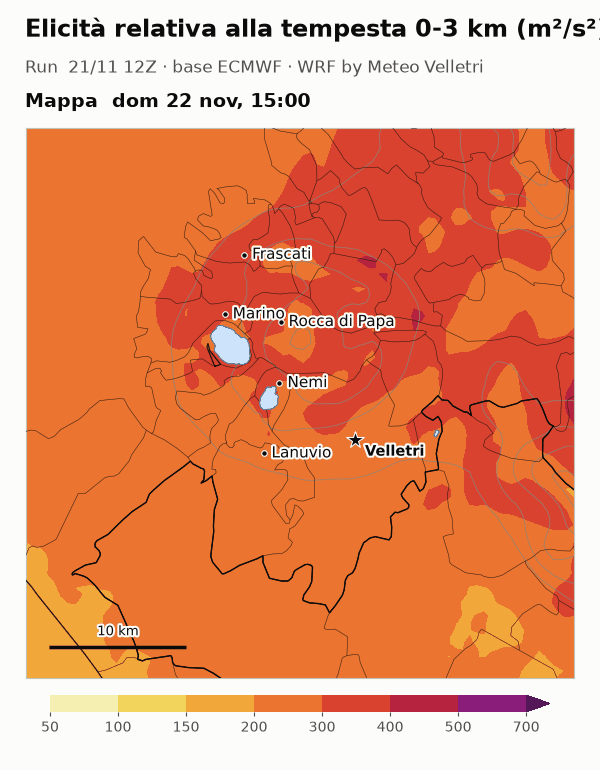 Elicità relativa alla tempesta 0-3 km (m²/s²)
Run  21/11 12Z · base ECMWF · WRF by Meteo Velletri
Mappa  dom 22 nov, 15:00
Frascati
Marino
Rocca di Papa
Nemi
Velletri
Lanuvio
10 km
50 100 150 200 300 400 500 700